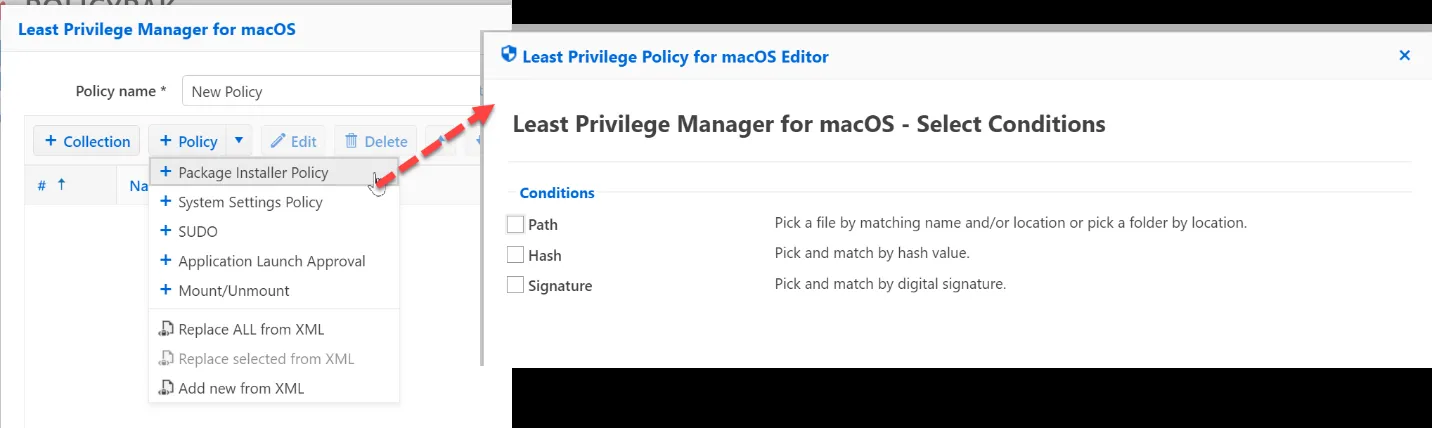 Least Privilege Manager for macOS
Policy name *
New Policy
+ Collection
+ Policy
Edit
Delete
#
Na
+ Package Installer Policy
+ System Settings Policy
+ SUDO
+ Application Launch Approval
+ Mount/Unmount
Replace ALL from XML
Replace selected from XML
Add new from XML
Least Privilege Policy for macOS Editor
Least Privilege Manager for macOS - Select Conditions
Conditions
Path Pick a file by matching name and/or location or pick a folder by location.
Hash Pick and match by hash value.
Signature Pick and match by digital signature.